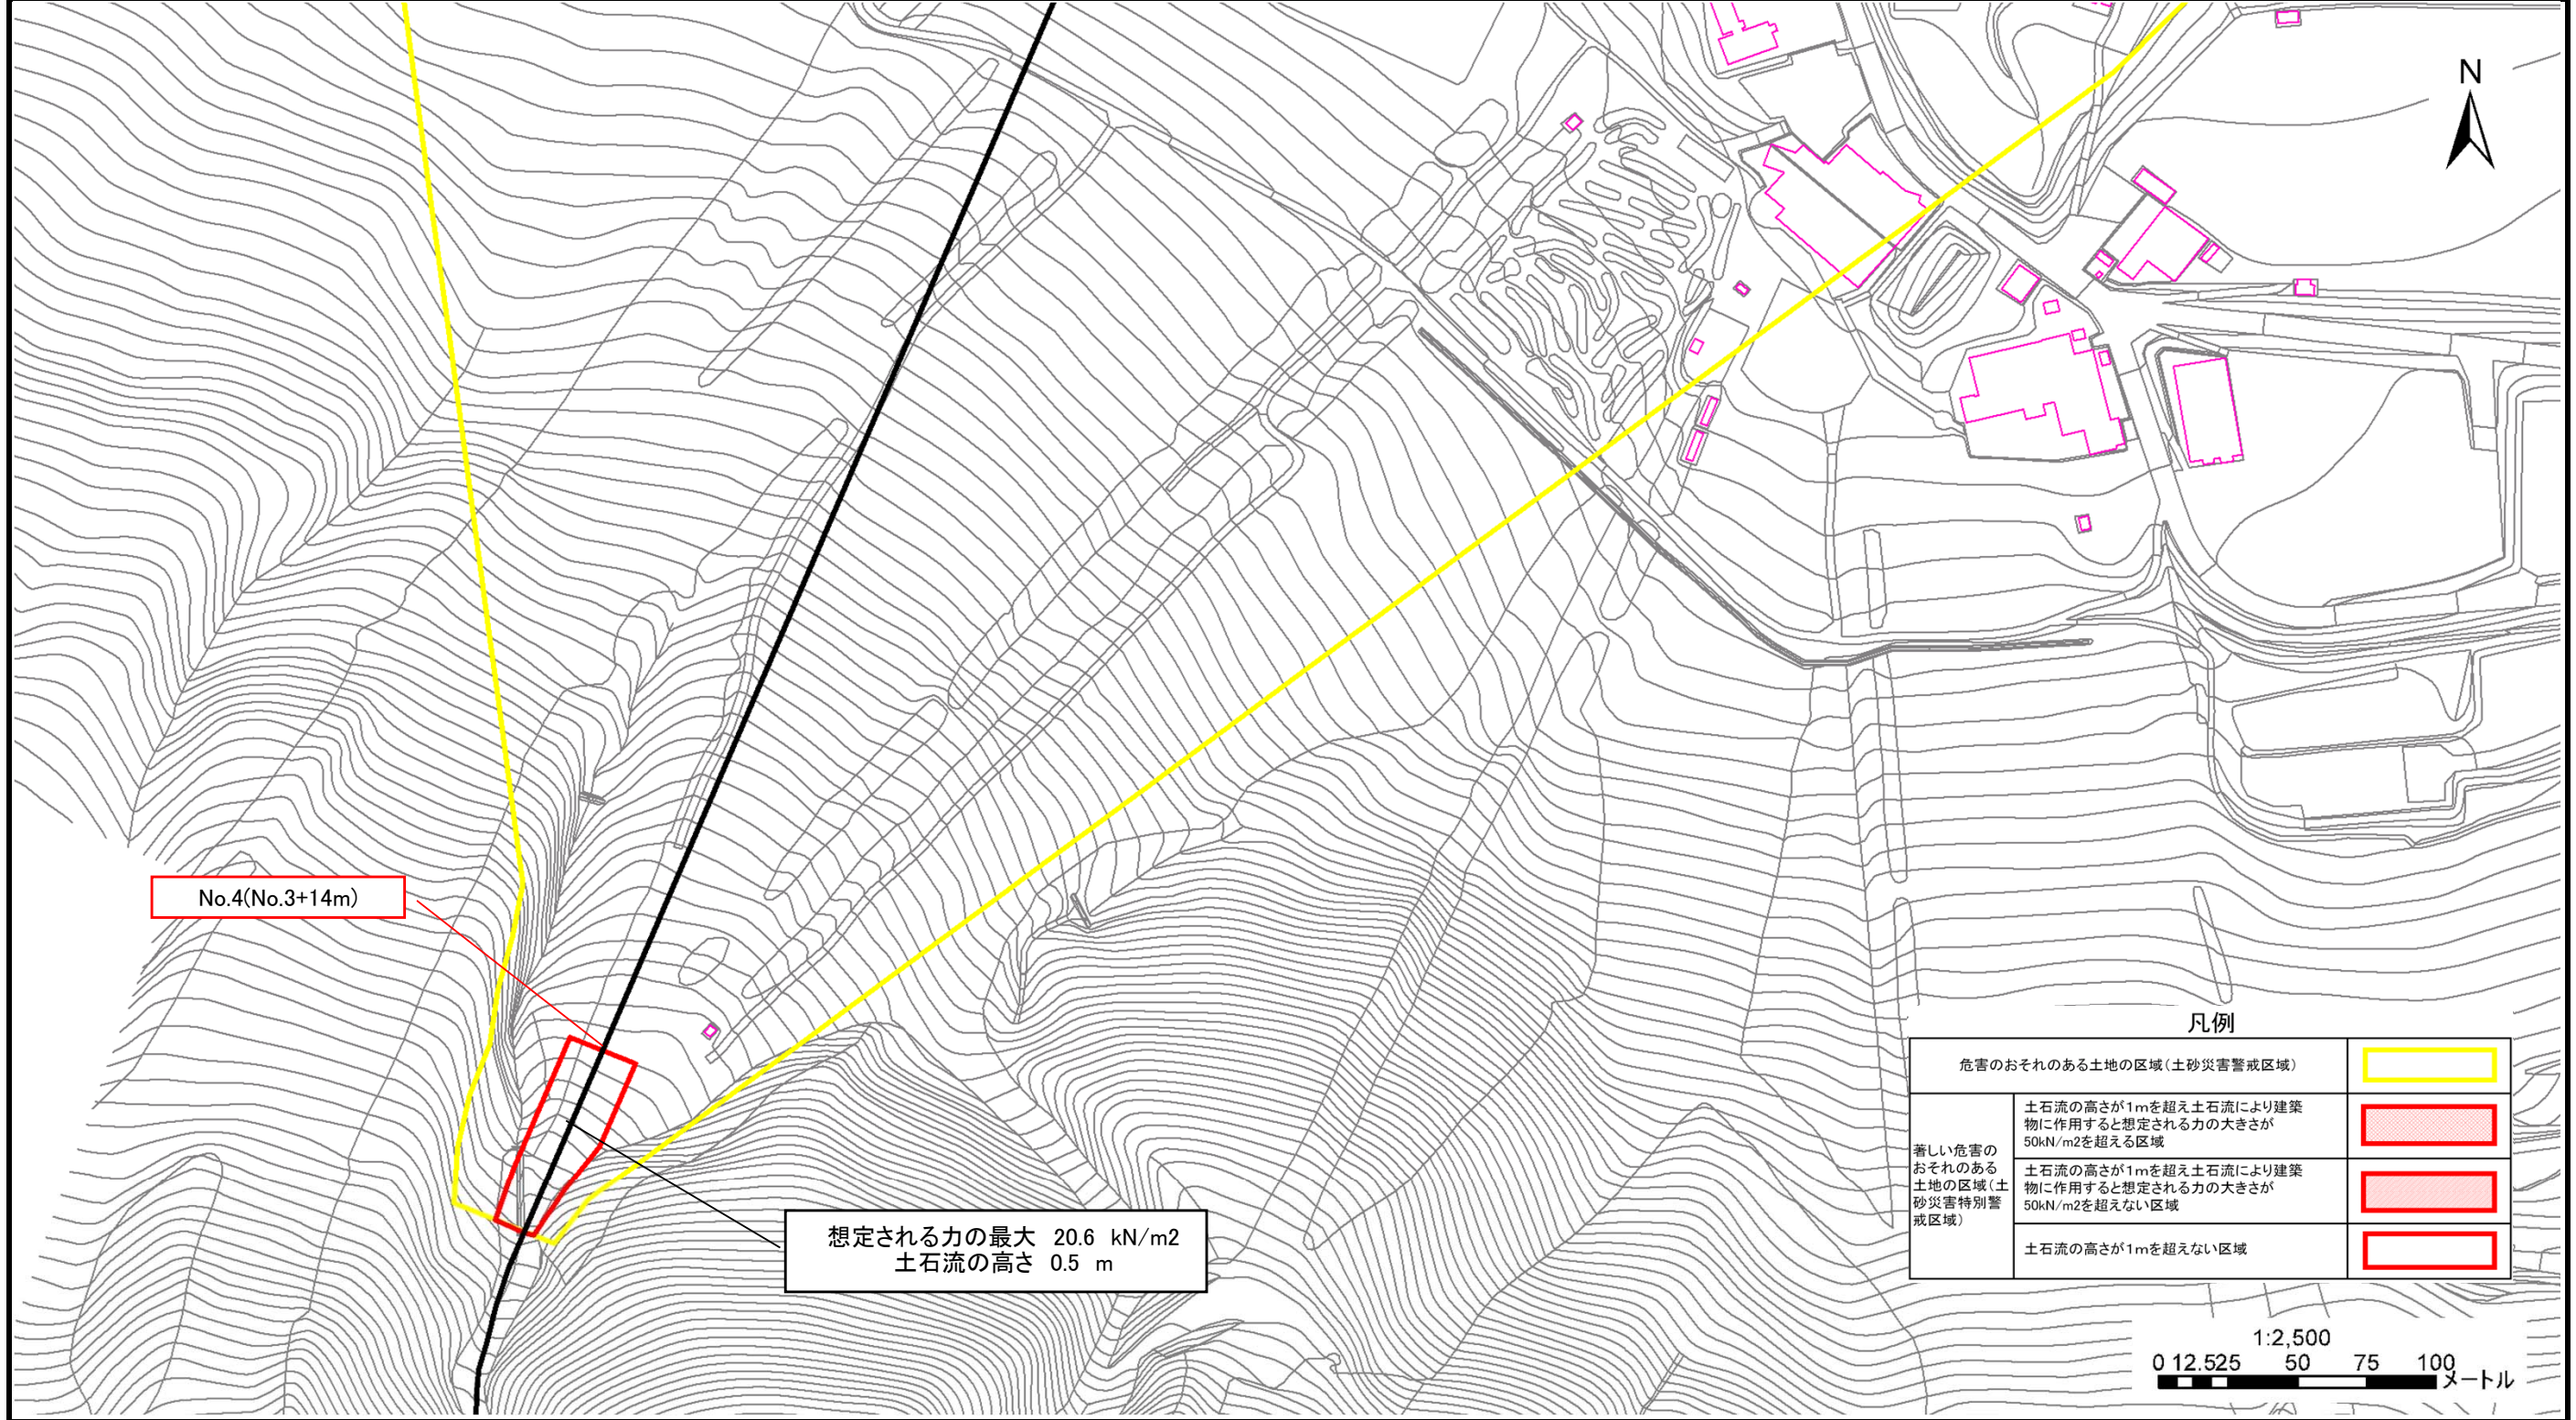 N
No.4(No.3+14m)
想定される力の最大 20.6 kN/m2
土石流の高さ 0.5 m
凡例
危害のおそれのある土地の区域(土砂災害警戒区域)
著しい危害の
おそれのある
土地の区域(土
砂災害特別警
戒区域)
土石流の高さが1mを超え土石流により建築
物に作用すると想定される力の大きさが
50kN/m2を超える区域
土石流の高さが1mを超え土石流により建築
物に作用すると想定される力の大きさが
50kN/m2を超えない区域
土石流の高さが1mを超えない区域
1:2,500
0 12.525 50 75 100
メートル